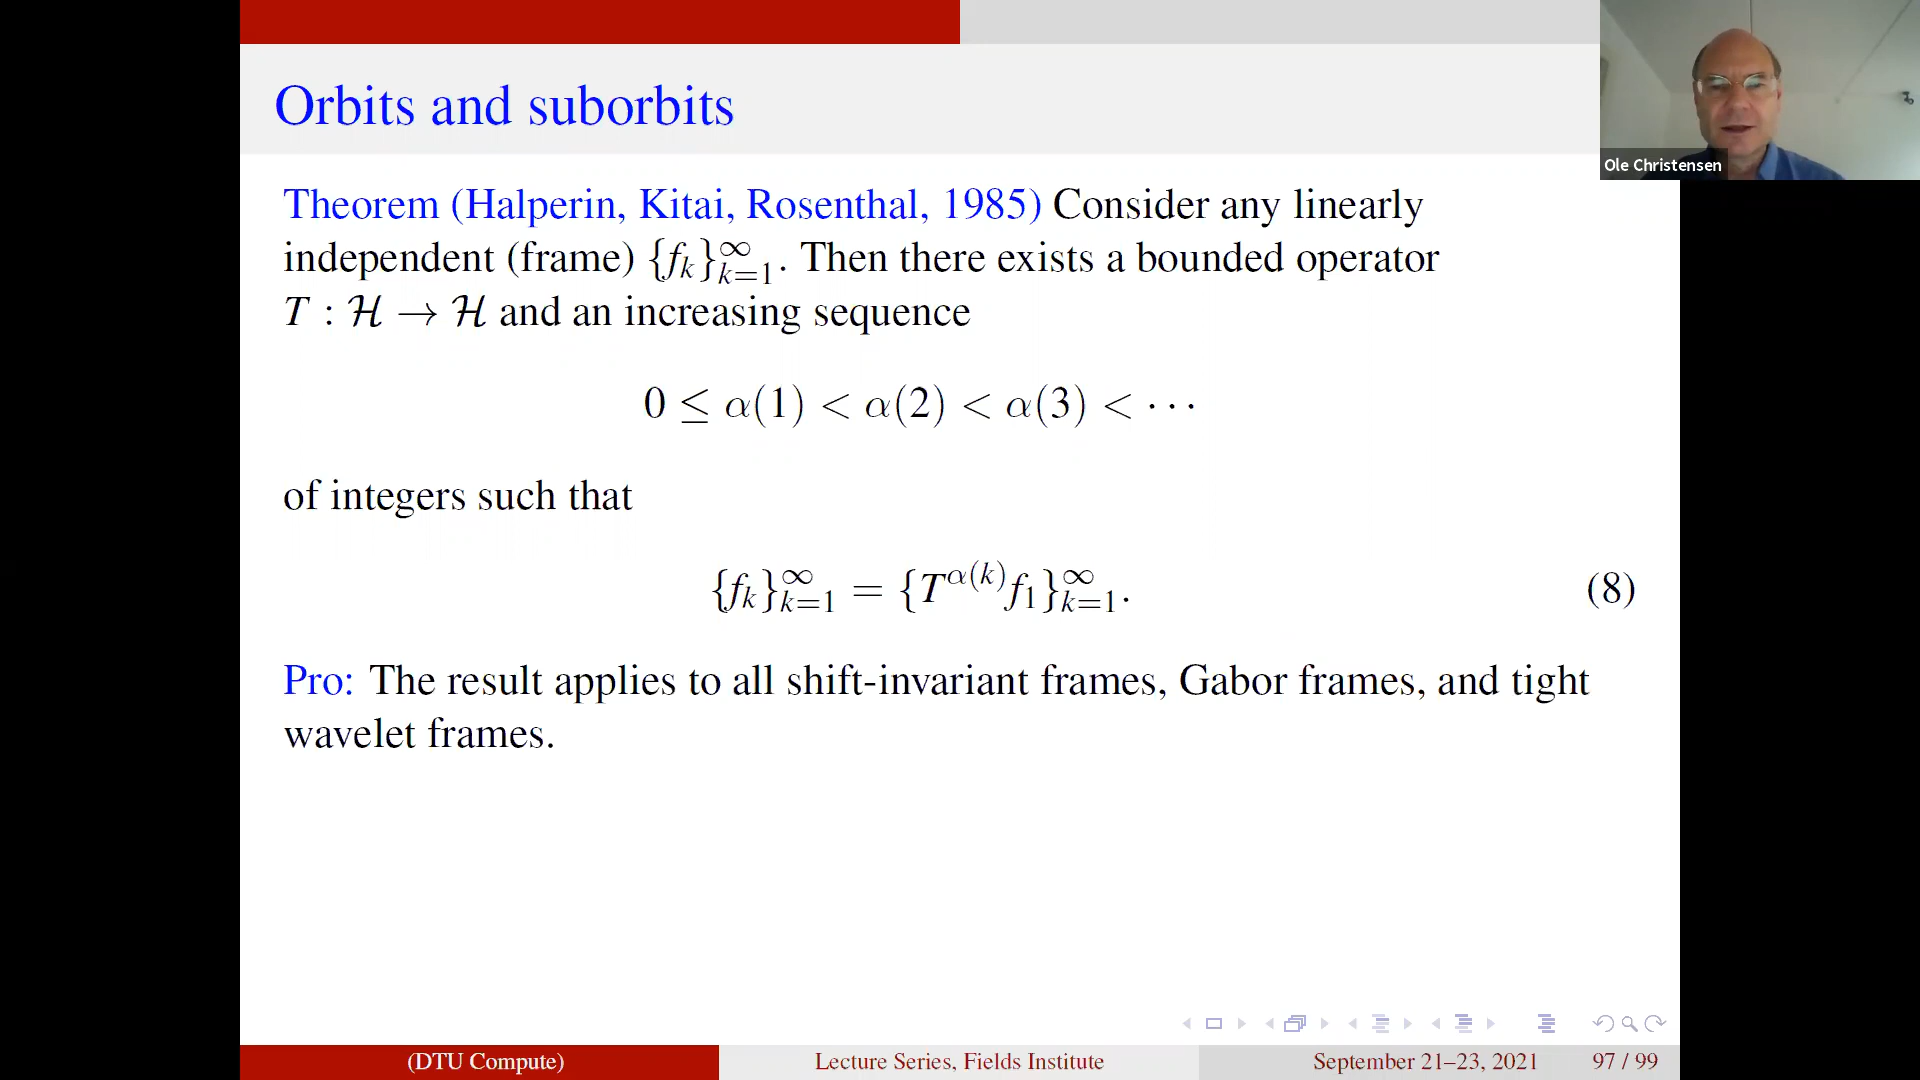 Orbits and suborbits
Ole Christensen
Theorem (Halperin, Kitai, Rosenthal, 1985) Consider any linearly
independent (frame) {f_k}_{k=1}^∞. Then there exists a bounded operator
T : ℋ → ℋ and an increasing sequence
0 ≤ α(1) < α(2) < α(3) < ···
of integers such that
{f_k}_{k=1}^∞ = {T^{α(k)} f_1}_{k=1}^∞. (8)
Pro: The result applies to all shift-invariant frames, Gabor frames, and tight
wavelet frames.
(DTU Compute) Lecture Series, Fields Institute September 21–23, 2021 97 / 99